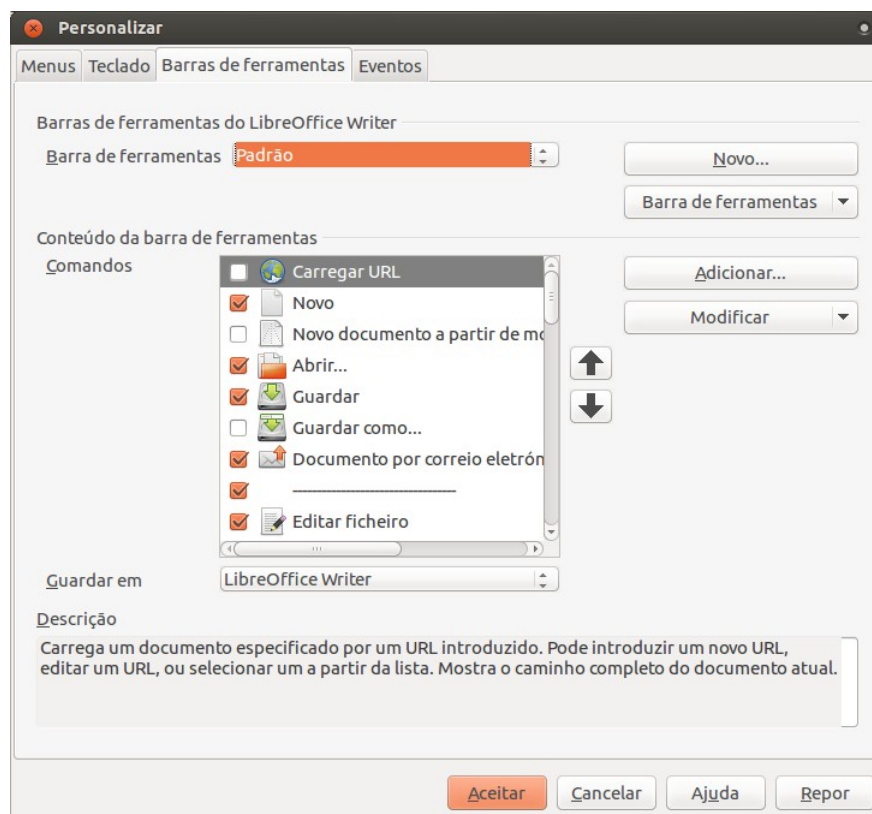 Personalizar
Menus Teclado Barras de ferramentas Eventos
Barras de ferramentas do LibreOffice Writer
Barra de ferramentas Padrão Novo...
Barra de ferramentas
Conteúdo da barra de ferramentas
Comandos Carregar URL Adicionar...
Novo Modificar
Novo documento a partir de mo
Abrir...
Guardar
Guardar como...
Documento por correio eletrón
--------------------------------
Editar ficheiro
Guardar em LibreOffice Writer
Descrição
Carrega um documento especificado por um URL introduzido. Pode introduzir um novo URL,
editar um URL, ou selecionar um a partir da lista. Mostra o caminho completo do documento atual.
Aceitar Cancelar Ajuda Repor